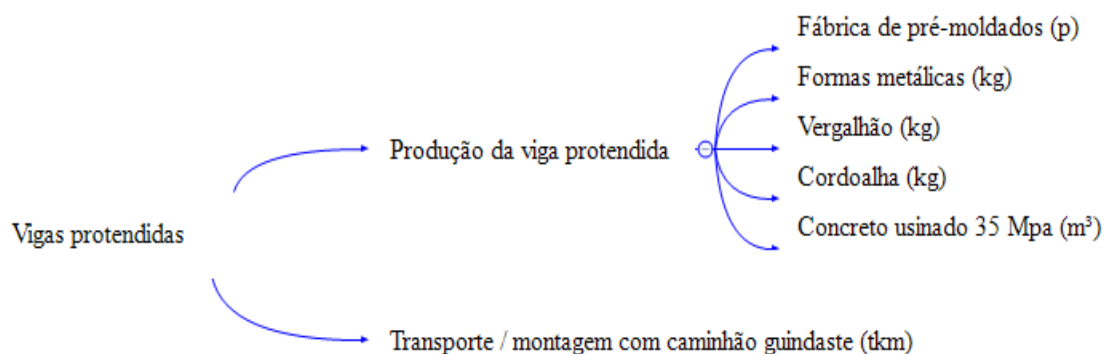 Fábrica de pré-moldados (p)
Formas metálicas (kg)
Vergalhão (kg)
Produção da viga protendida
Cordoalha (kg)
Concreto usinado 35 Mpa (m³)
Vigas protendidas
Transporte / montagem com caminhão guindaste (tkm)